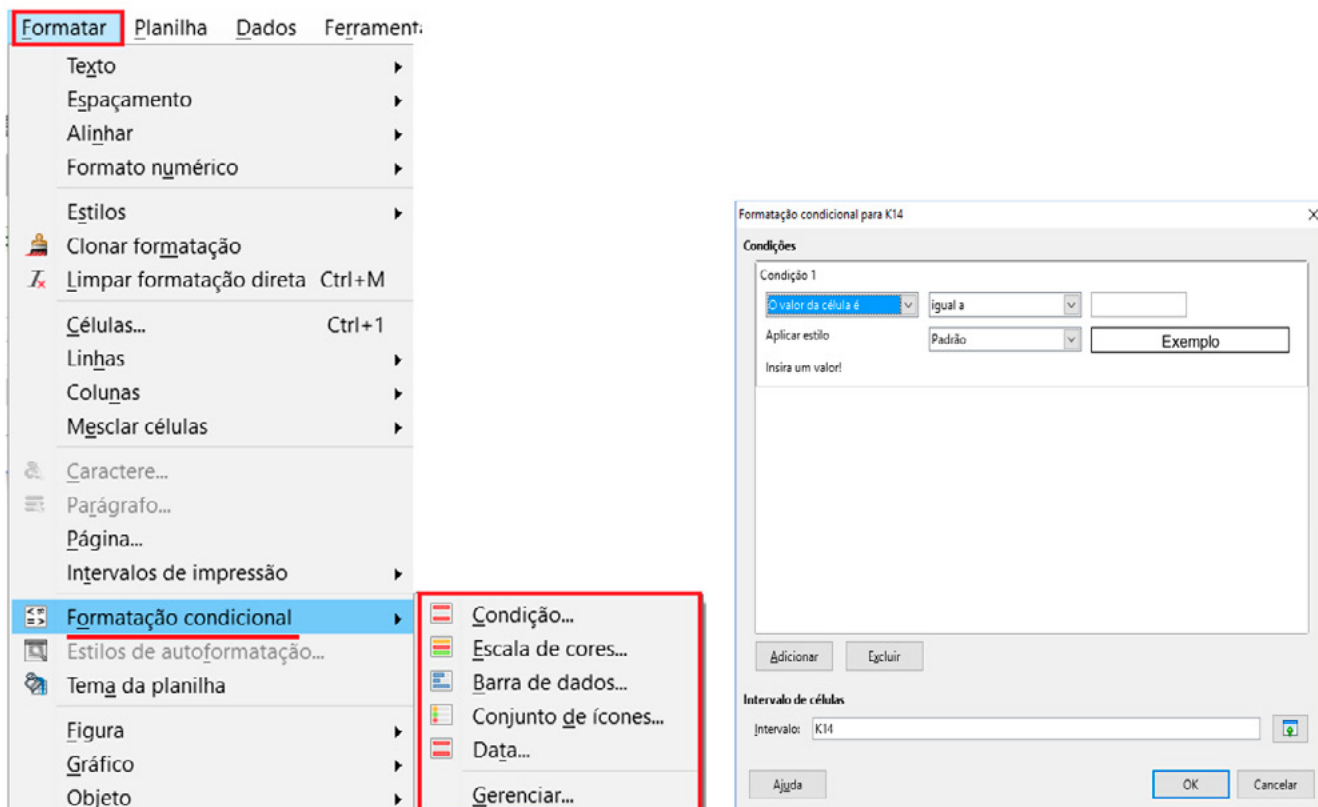 Formatar Planilha Dados Ferrament
Texto
Espaçamento
Alinhar
Formato numérico
Estilos
Clonar formatação
Limpar formatação direta Ctrl+M
Células... Ctrl+1
Linhas
Colunas
Mesclar células
Caractere...
Parágrafo...
Página...
Intervalos de impressão
Formatação condicional
Estilos de autoformatação...
Tema da planilha
Figura
Gráfico
Objeto
Condição...
Escala de cores...
Barra de dados...
Conjunto de ícones...
Data...
Gerenciar...
Formatação condicional para K14
Condições
Condição 1
O valor da célula é igual a
Aplicar estilo Padrão Exemplo
Insira um valor!
Adicionar Excluir
Intervalo de células
Intervalo: K14
Ajuda OK Cancelar